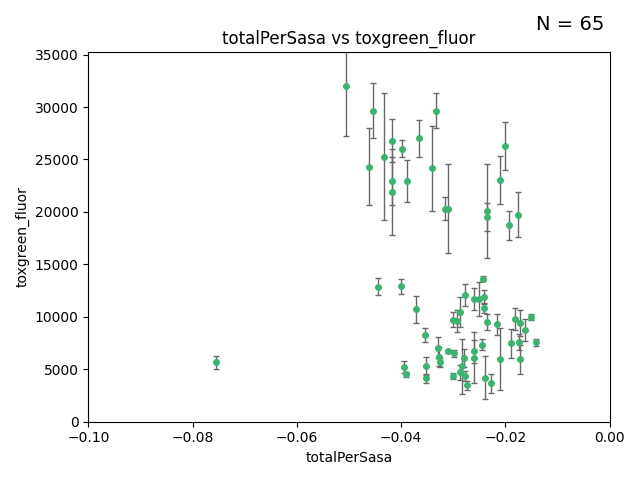 N = 65
totalPerSasa vs toxgreen_fluor
35000
30000
25000
20000
15000
10000
5000
0
toxgreen_fluor
−0.10 −0.08 −0.06 −0.04 −0.02 0.00
totalPerSasa